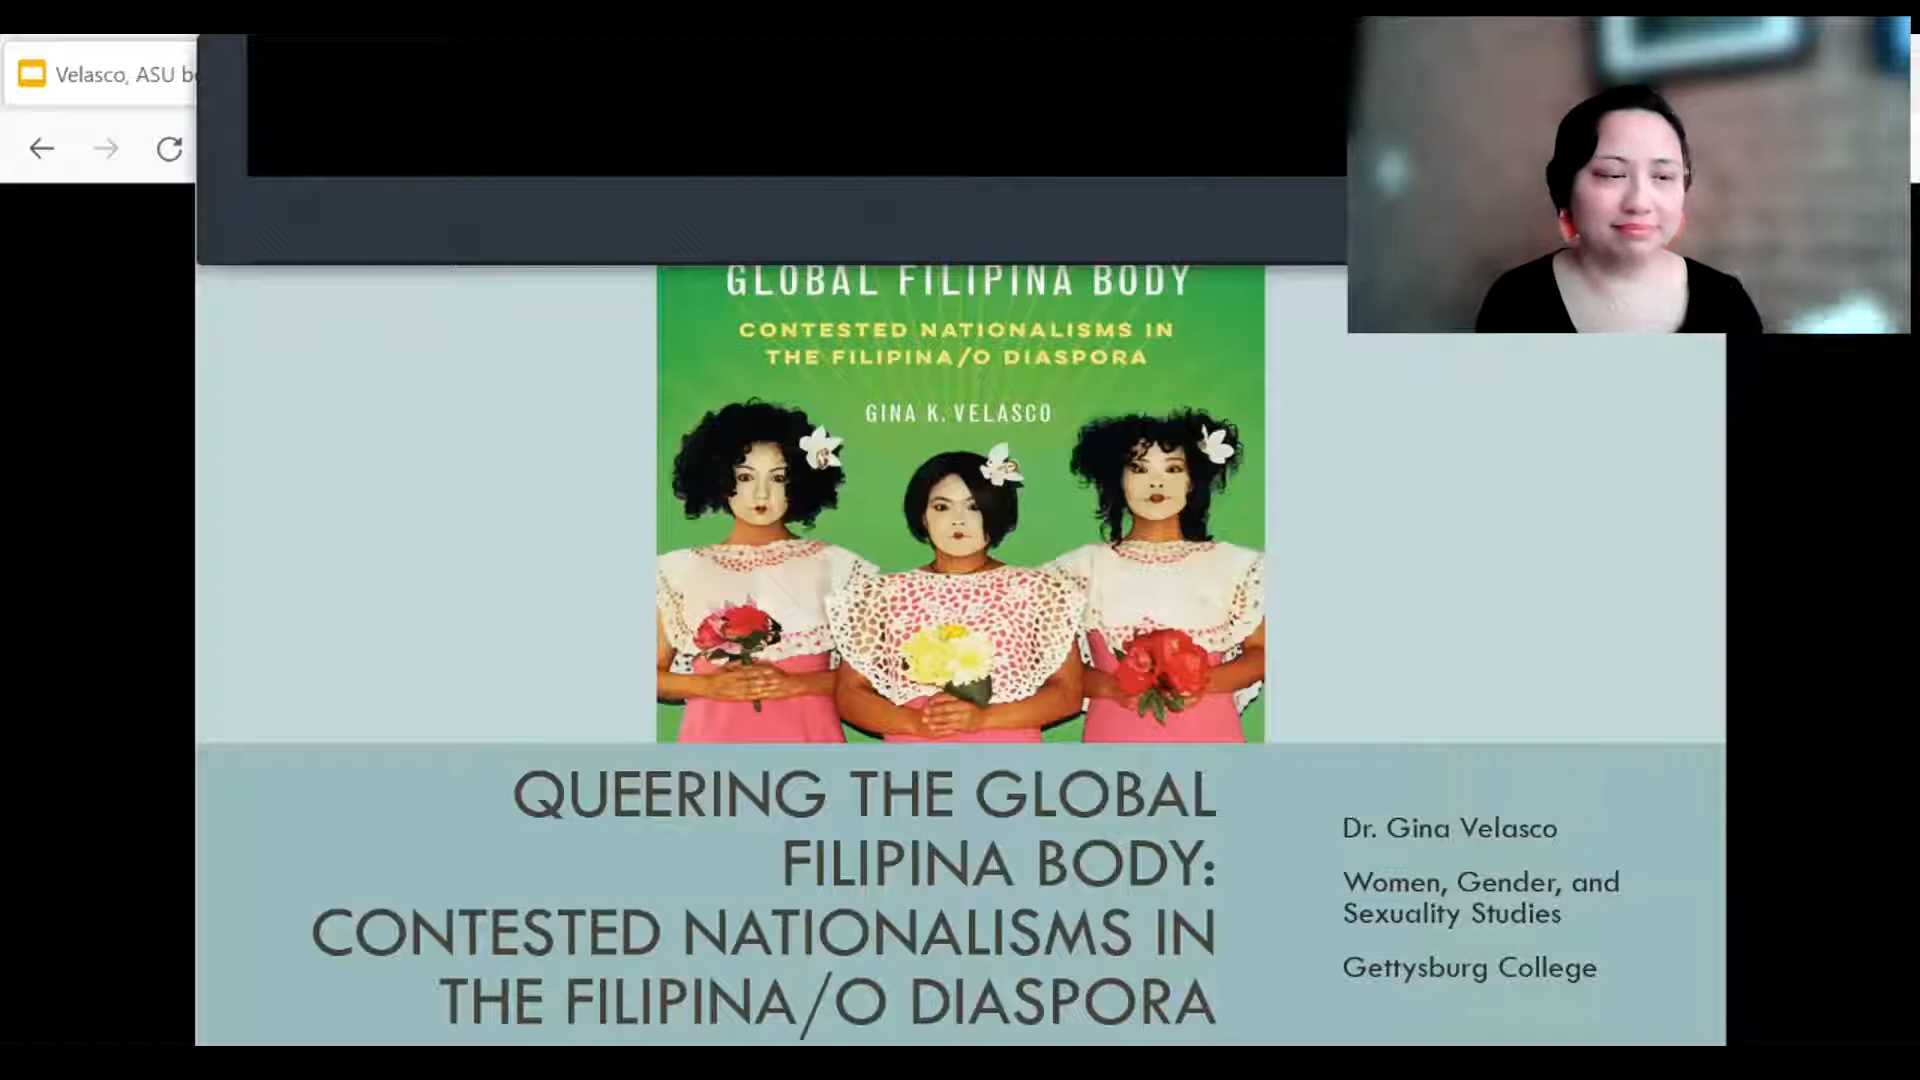 Velasco, ASU
GLOBAL FILIPINA BODY
CONTESTED NATIONALISMS IN
THE FILIPINA/O DIASPORA
GINA K. VELASCO
QUEERING THE GLOBAL
FILIPINA BODY:
CONTESTED NATIONALISMS IN
THE FILIPINA/O DIASPORA
Dr. Gina Velasco
Women, Gender, and
Sexuality Studies
Gettysburg College